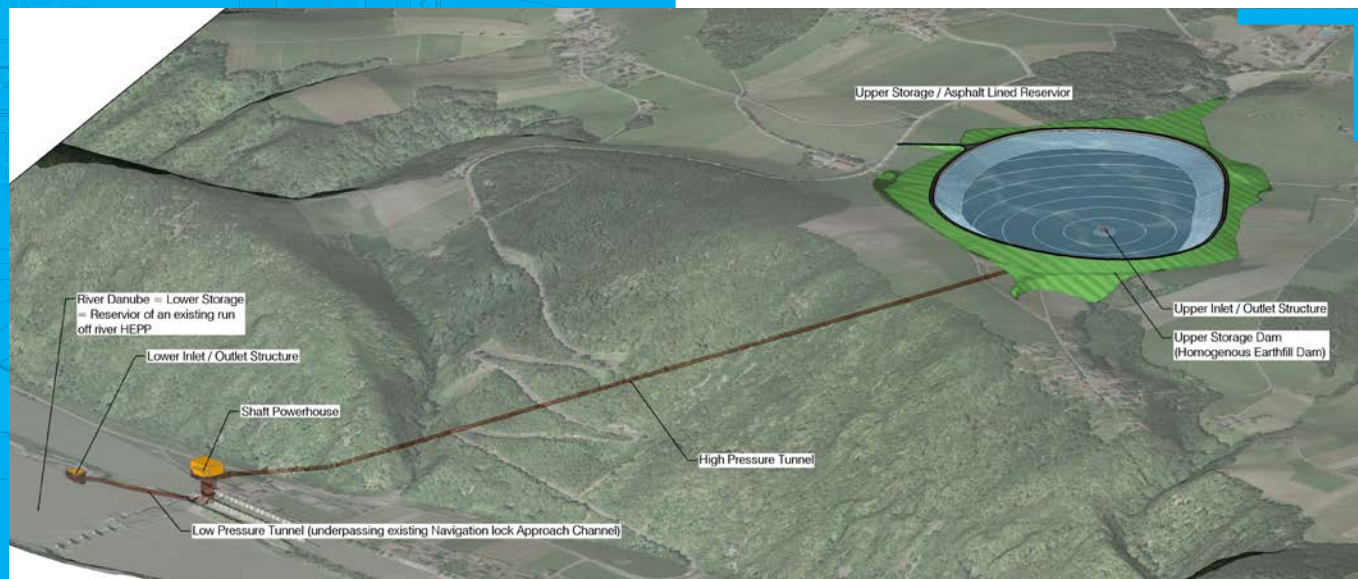 Upper Storage / Asphalt Lined Reservior
Upper Inlet / Outlet Structure
Upper Storage Dam
(Homogenous Earthfill Dam)
River Danube = Lower Storage
= Reservior of an existing run
off river HEPP
Lower Inlet / Outlet Structure
Shaft Powerhouse
High Pressure Tunnel
Low Pressure Tunnel (underpassing existing Navigation lock Approach Channel)